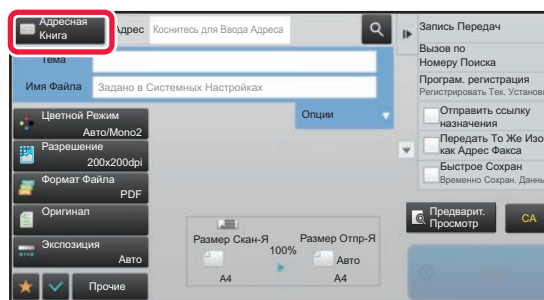 Адресная
Книга
Адрес
Коснитесь для Ввода Адреса
Тема
Имя Файла
Задано в Системных Настройках
Цветной Режим
Авто/Mono2
Опции
Разрешение
200x200dpi
Формат Файла
PDF
Оригинал
Экспозиция
Авто
Прочие
Размер Скан-Я
100%
Размер Отпр-Я
Авто
A4
A4
Запись Передач
Вызов по
Номеру Поиска
Програм. регистрация
Регистрировать Тек. Установ
Отправить ссылку
назначения
Передать То Же Изо
как Адрес Факса
Быстрое Сохран
Временно Сохран. Данны
Предварит.
Просмотр
CA